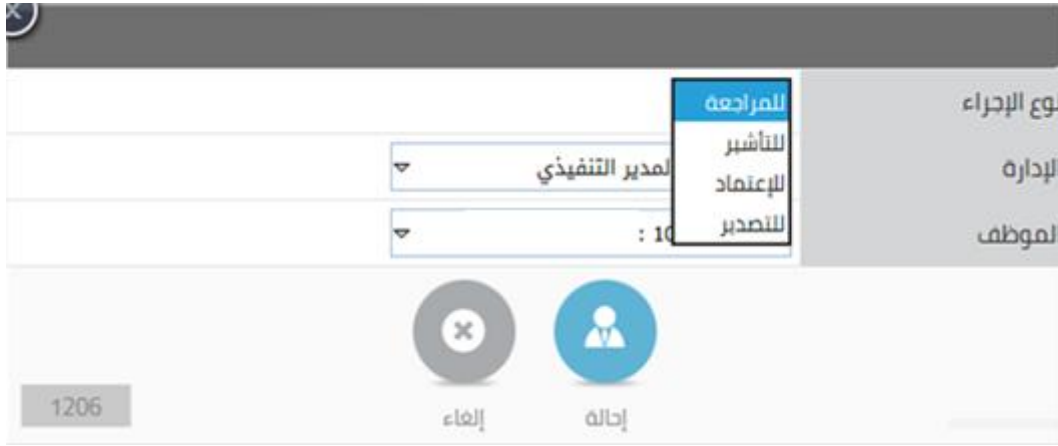 نوع الإجراء
للمراجعة
للتأشير
للإعتماد
للتصدير
الإدارة
المدير التنفيذي
الموظف
10 :
إحالة
إلغاء
1206